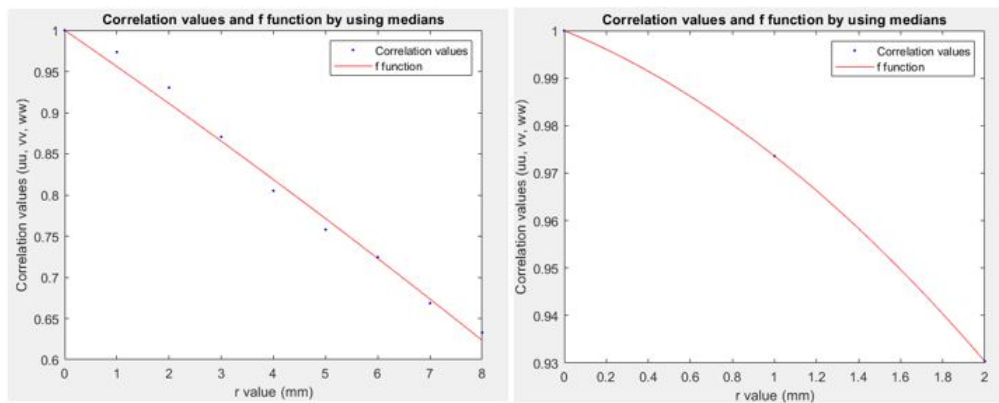 Correlation values and f function by using medians
Correlation values (uu, vv, ww)
1
0.95
0.9
0.85
0.8
0.75
0.7
0.65
0.6
Correlation values
f function
0 1 2 3 4 5 6 7 8
r value (mm)
Correlation values and f function by using medians
Correlation values (uu, vv, ww)
1
0.99
0.98
0.97
0.96
0.95
0.94
0.93
Correlation values
f function
0 0.2 0.4 0.6 0.8 1 1.2 1.4 1.6 1.8 2
r value (mm)